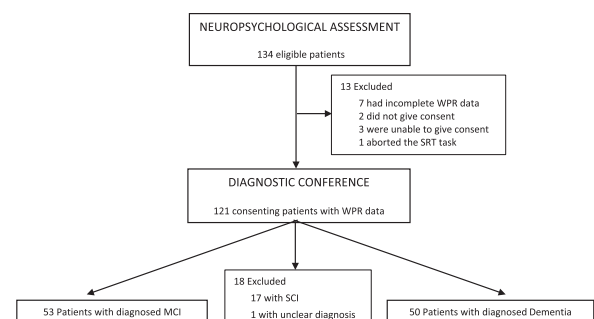 NEUROPSYCHOLOGICAL ASSESSMENT
134 eligible patients
13 Excluded
7 had incomplete WPR data
2 did not give consent
3 were unable to give consent
1 aborted the SRT task
DIAGNOSTIC CONFERENCE
121 consenting patients with WPR data
18 Excluded
17 with SCI
1 with unclear diagnosis
53 Patients with diagnosed MCI
50 Patients with diagnosed Dementia